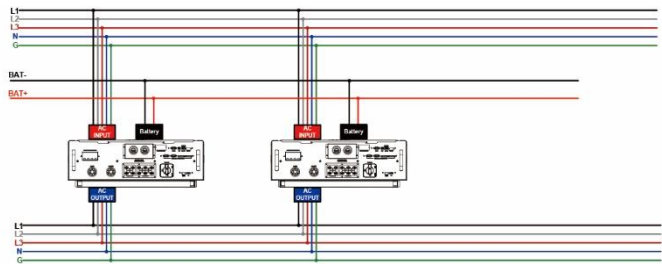 L1
L2
L3
N
G
BAT-
BAT+
AC
INPUT
Battery
AC
INPUT
Battery
AC
OUTPUT
AC
OUTPUT
L1
L2
L3
N
G